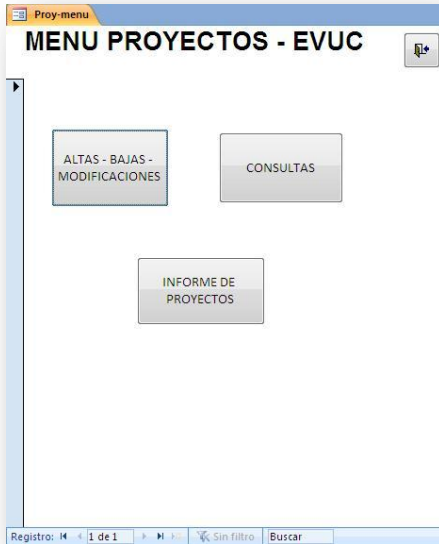 Proy-menu
MENU PROYECTOS - EVUC
ALTAS - BAJAS -
MODIFICACIONES
CONSULTAS
INFORME DE
PROYECTOS
Registro: 1 de 1 Sin filtro Buscar